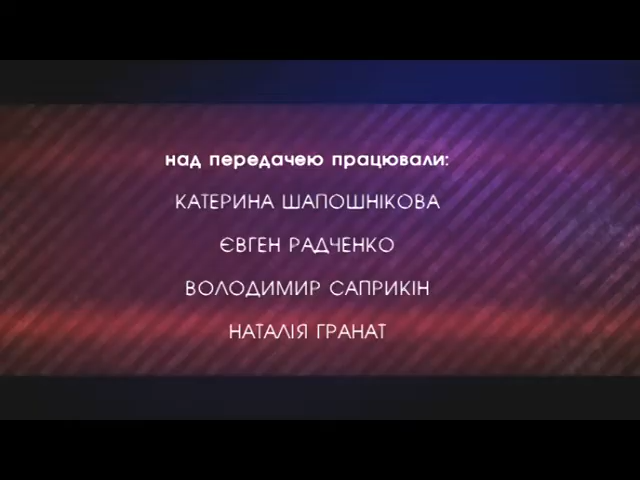 над передачею працювали:
КАТЕРИНА ШАПОШНІКОВА
ЄВГЕН РАДЧЕНКО
ВОЛОДИМИР САПРИКІН
НАТАЛІЯ ГРАНАТ